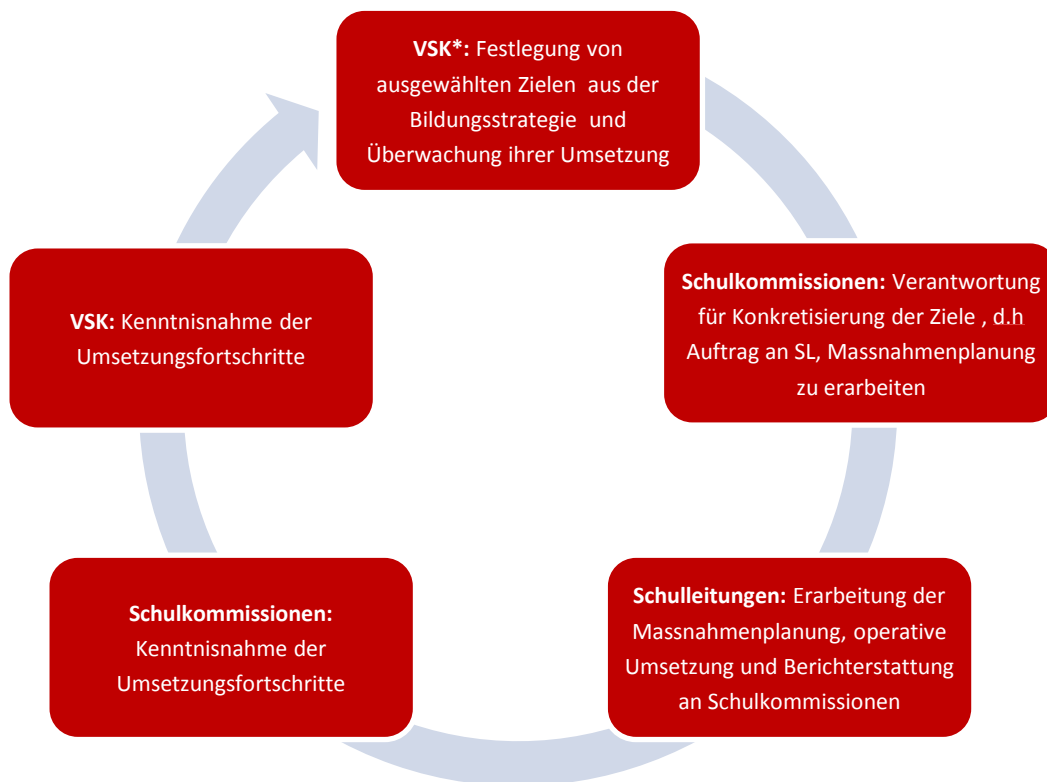 VSK*: Festlegung von
ausgewählten Zielen aus der
Bildungsstrategie und
Überwachung ihrer Umsetzung
Schulkommissionen: Verantwortung
für Konkretisierung der Ziele , d.h
Auftrag an SL, Massnahmenplanung
zu erarbeiten
Schulleitungen: Erarbeitung der
Massnahmenplanung, operative
Umsetzung und Berichterstattung
an Schulkommissionen
Schulkommissionen:
Kenntnisnahme der
Umsetzungsfortschritte
VSK: Kenntnisnahme der
Umsetzungsfortschritte